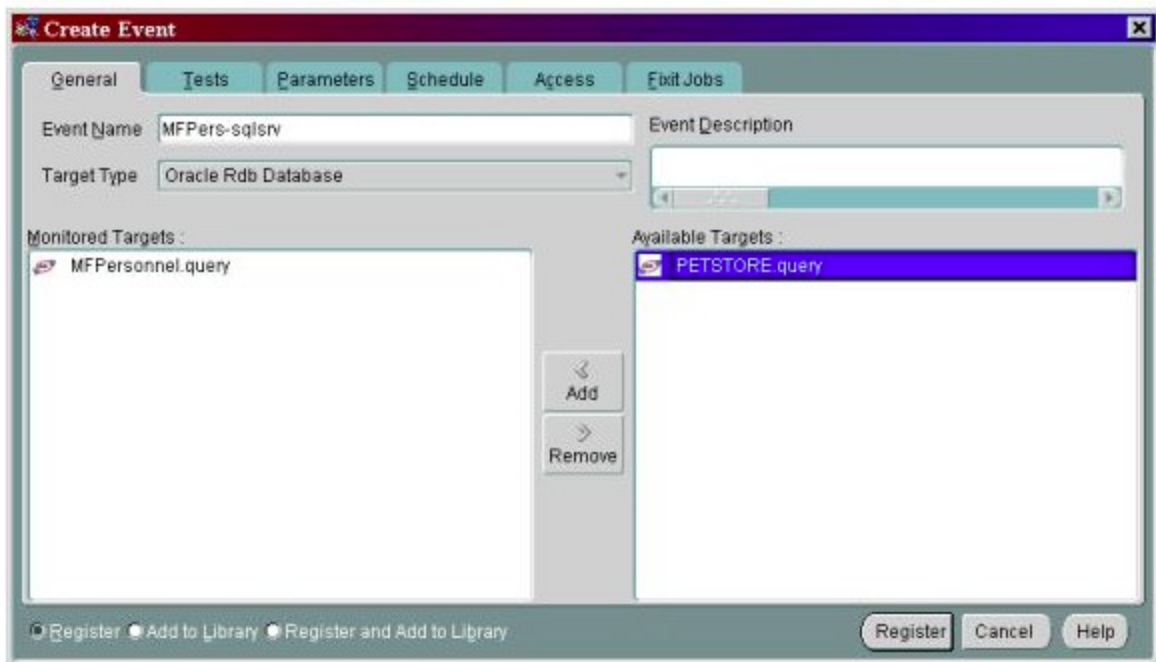 Create Event
General Tests Parameters Schedule Access Fixit Jobs
Event Name MFPers-sqlsrv
Event Description
Target Type Oracle Rdb Database
Monitored Targets :
Available Targets :
MFPersonnel.query
PETSTORE.query
Add
Remove
Register Add to Library Register and Add to Library
Register Cancel Help